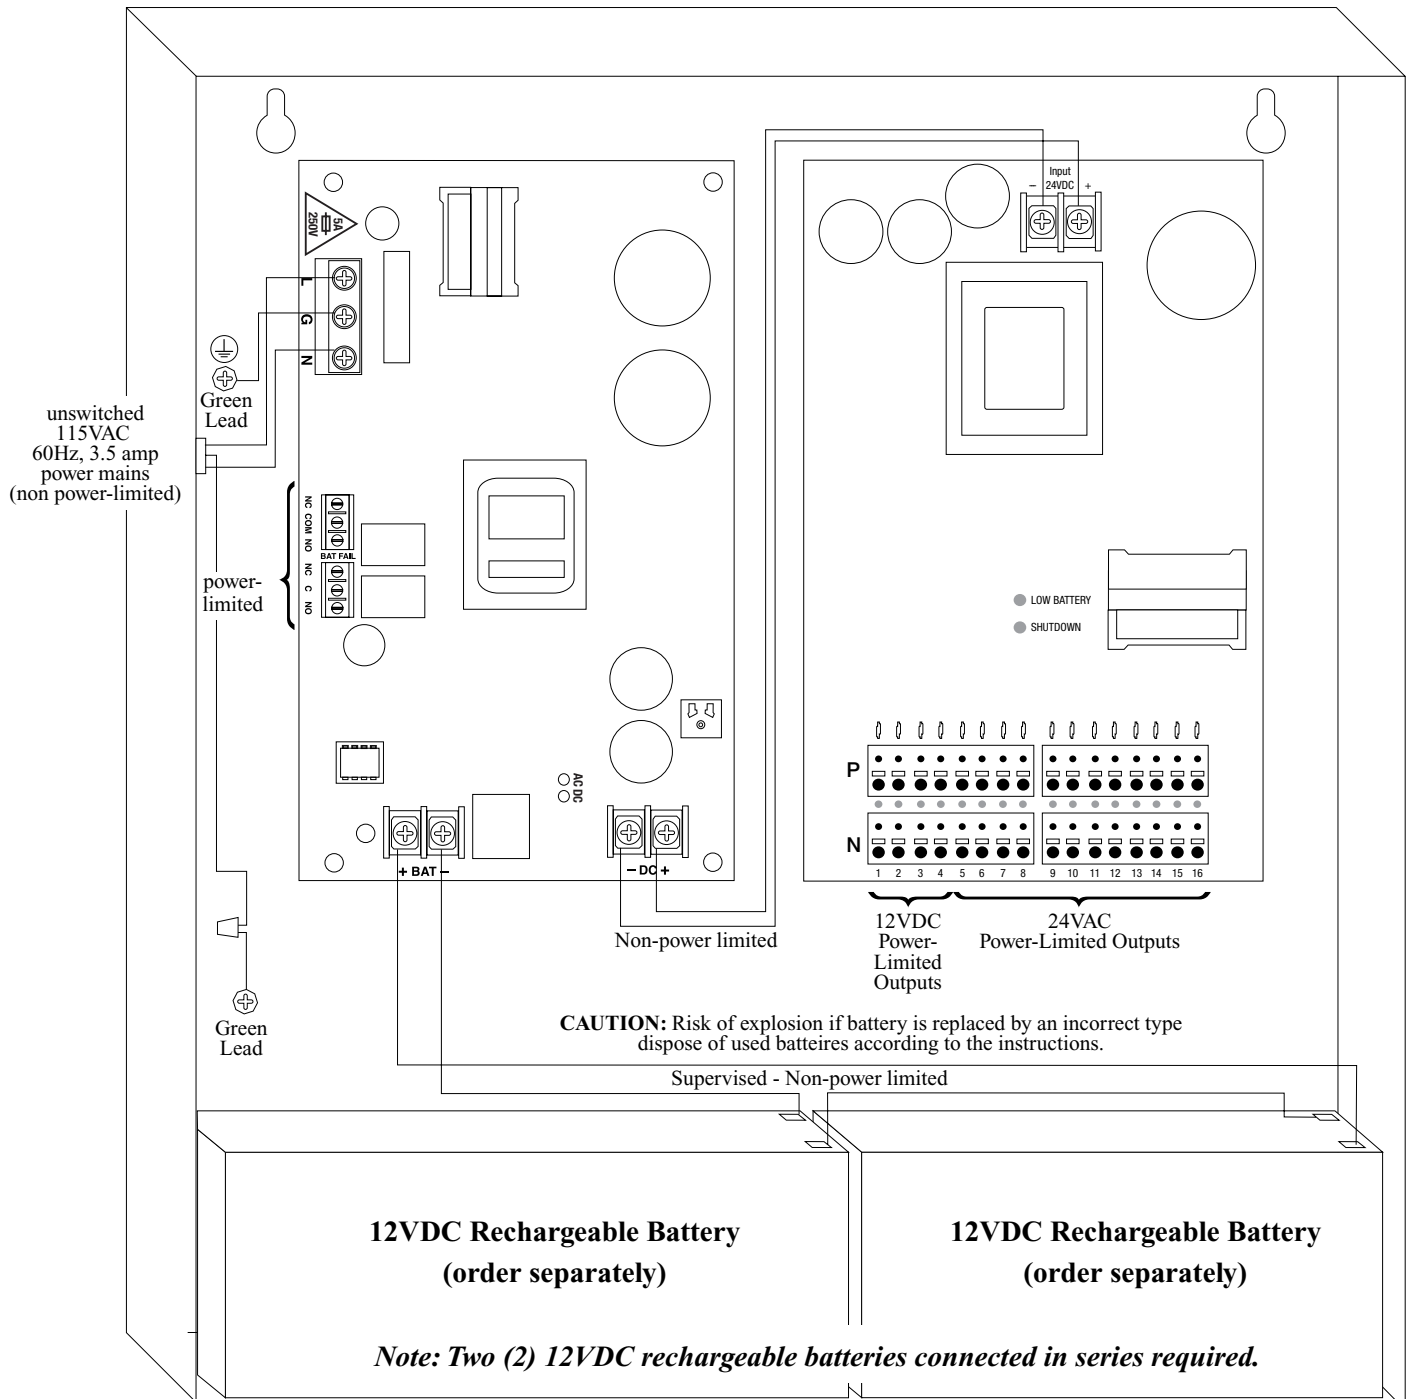 Input
− 24VDC +
5A
250V
L
G
N
Green
Lead
unswitched
115VAC
60Hz, 3.5 amp
power mains
(non power-limited)
NC COM NO
BAT FAIL
NC C NO
power-
limited
LOW BATTERY
SHUTDOWN
AC DC
P
N
+ BAT −
− DC +
1 2 3 4 5 6 7 8 9 10 11 12 13 14 15 16
12VDC
Power-
Limited
Outputs
24VAC
Power-Limited Outputs
Non-power limited
Green
Lead
CAUTION: Risk of explosion if battery is replaced by an incorrect type
dispose of used batteires according to the instructions.
Supervised - Non-power limited
12VDC Rechargeable Battery
(order separately)
12VDC Rechargeable Battery
(order separately)
Note: Two (2) 12VDC rechargeable batteries connected in series required.